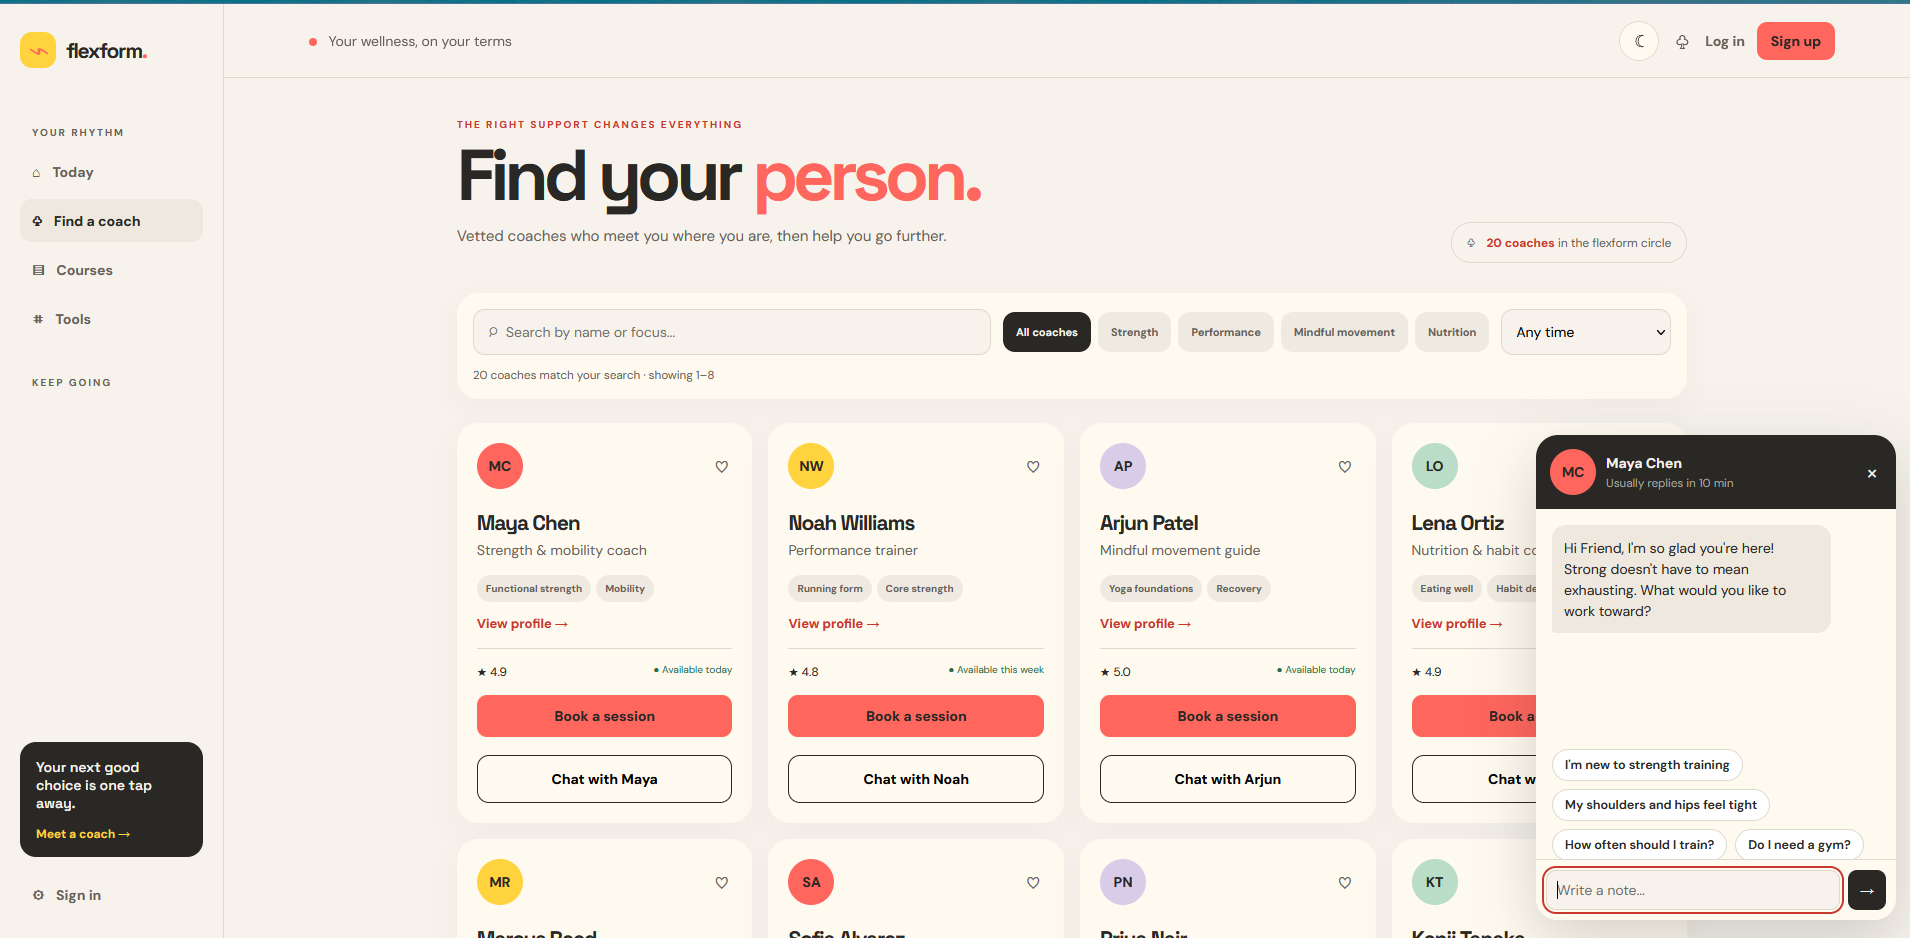 flexform.
YOUR RHYTHM
Today
Find a coach
Courses
Tools
KEEP GOING
Your next good
choice is one tap
away.
Meet a coach →
Sign in
Your wellness, on your terms
Log in
Sign up
THE RIGHT SUPPORT CHANGES EVERYTHING
Find your person.
Vetted coaches who meet you where you are, then help you go further.
20 coaches in the flexform circle
Search by name or focus...
All coaches
Strength
Performance
Mindful movement
Nutrition
Any time
20 coaches match your search · showing 1–8
MC
Maya Chen
Strength & mobility coach
Functional strength
Mobility
View profile →
★ 4.9
● Available today
Book a session
Chat with Maya
NW
Noah Williams
Performance trainer
Running form
Core strength
View profile →
★ 4.8
● Available this week
Book a session
Chat with Noah
AP
Arjun Patel
Mindful movement guide
Yoga foundations
Recovery
View profile →
★ 5.0
● Available today
Book a session
Chat with Arjun
LO
Lena Ortiz
Nutrition & habit
Eating well
Habit
View profile →
★ 4.9
Book a
Chat
MR
Marcus Reed
SA
Sofia Alvarez
PN
Priya Nair
KT
Kenji Tanaka
MC
Maya Chen
Usually replies in 10 min
×
Hi Friend, I'm so glad you're here!
Strong doesn't have to mean
exhausting. What would you like to
work toward?
I'm new to strength training
My shoulders and hips feel tight
How often should I train?
Do I need a gym?
Write a note...
→